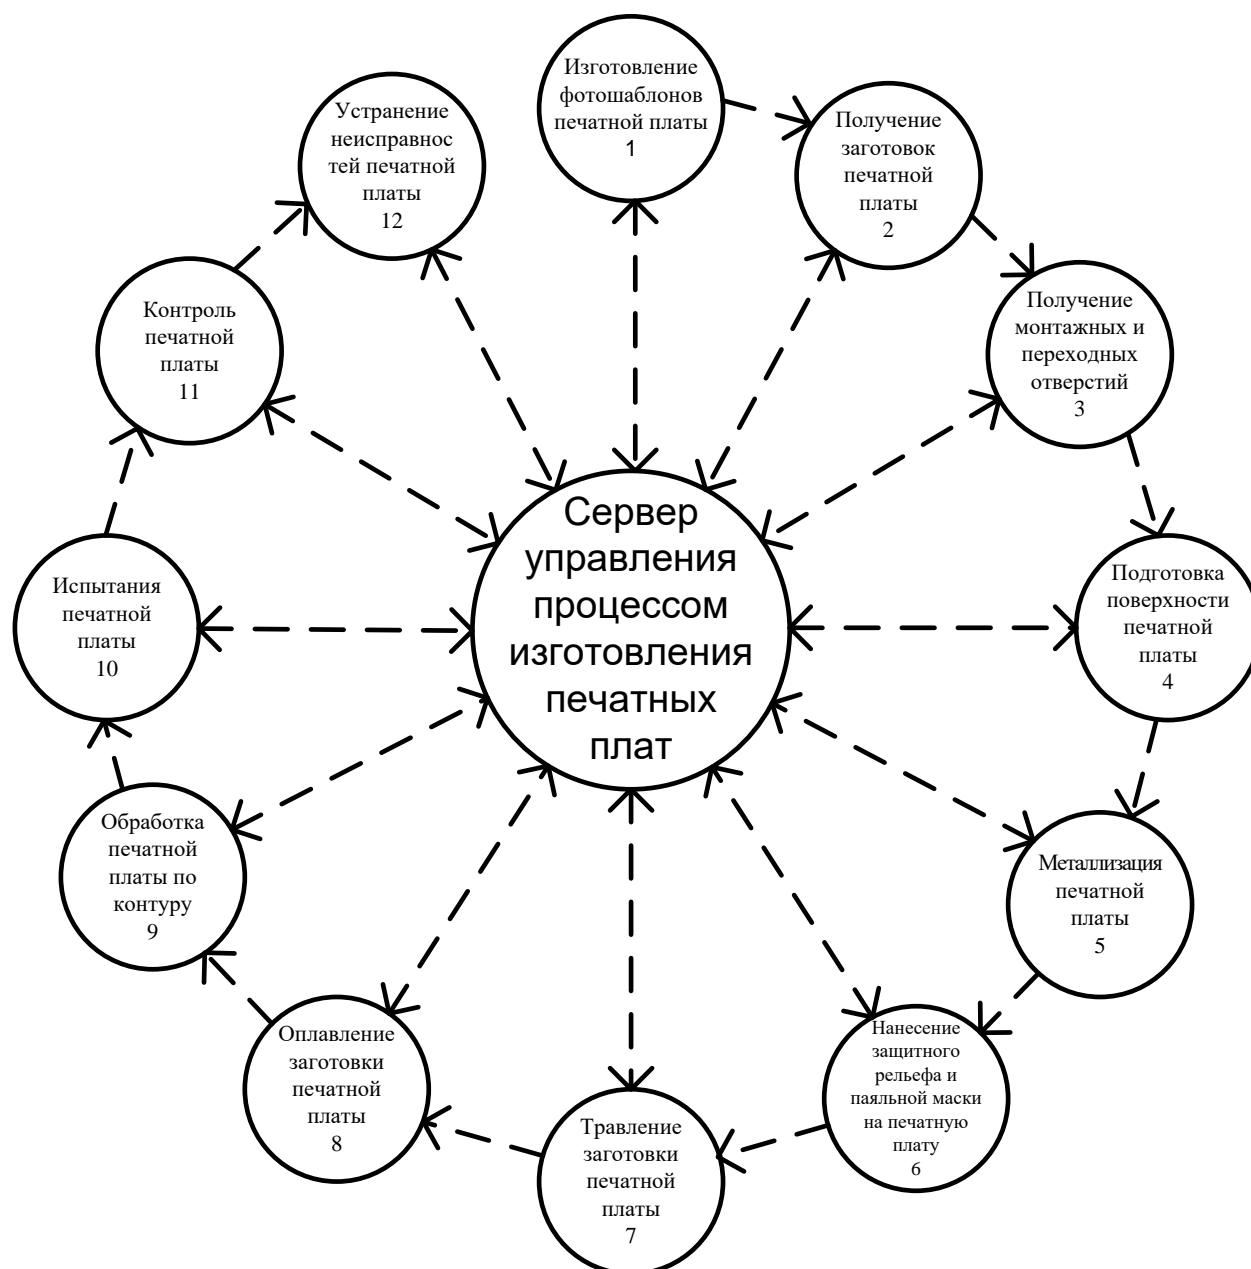 Изготовление
фотошаблонов
печатной платы
1
Получение
заготовок
печатной
платы
2
Получение
монтажных и
переходных
отверстий
3
Подготовка
поверхности
печатной
платы
4
Металлизация
печатной
платы
5
Нанесение
защитного
рельефа и
паяльной маски
на печатную
плату
6
Травление
заготовки
печатной
платы
7
Оплавление
заготовки
печатной
платы
8
Обработка
печатной
платы по
контуру
9
Испытания
печатной
платы
10
Контроль
печатной
платы
11
Устранение
неисправнос
тей печатной
платы
12
Сервер
управления
процессом
изготовления
печатных
плат